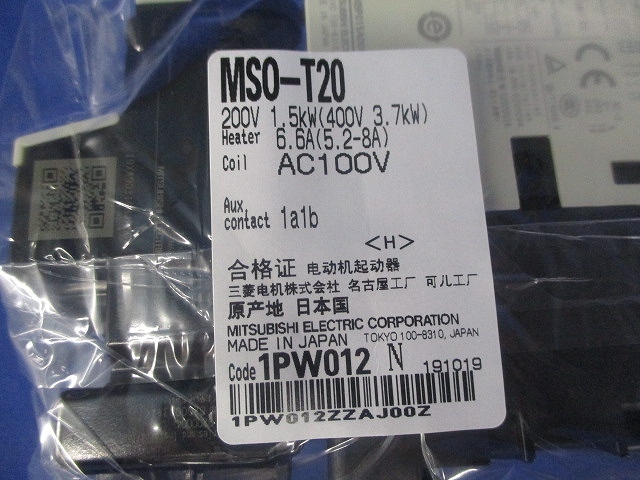 MSO-T20
200V 1.5kW(400V 3.7kW)
Heater 6.6A(5.2-8A)
Coil AC100V
Aux
contact 1a1b
<H>
合格证 电动机起动器
三菱电机株式会社 名古屋工厂 可儿工厂
原产地 日本国
MITSUBISHI ELECTRIC CORPORATION
MADE IN JAPAN TOKYO 100-8310, JAPAN
Code 1PW012 N 191019
1PW012ZZAJ00Z